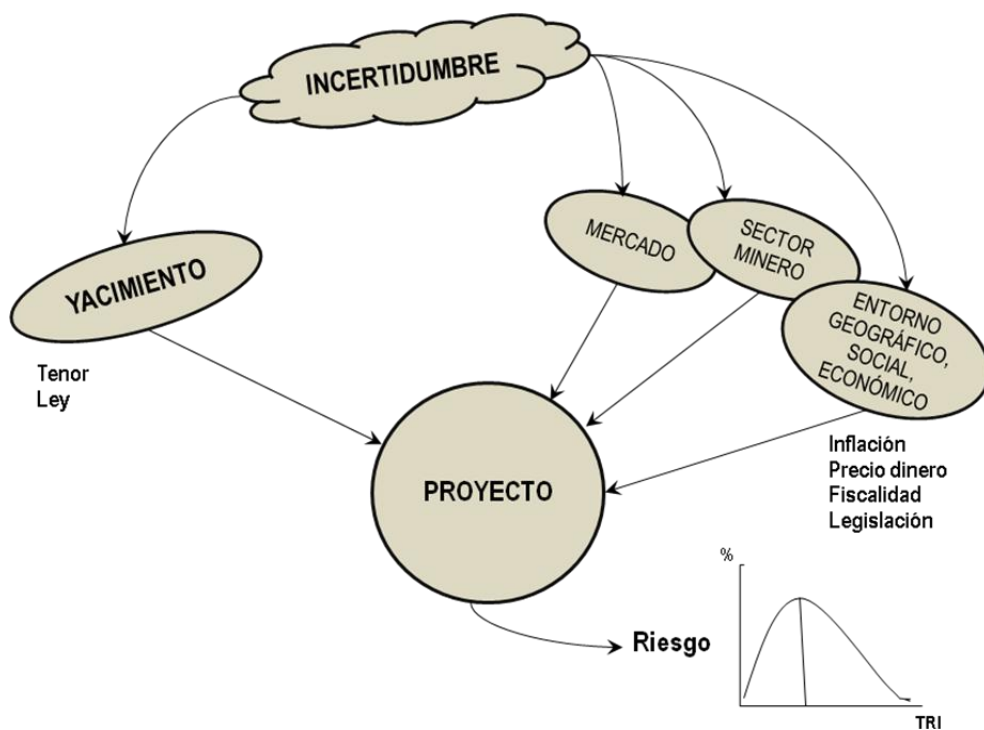 INCERTIDUMBRE
YACIMIENTO
Tenor
Ley
MERCADO
SECTOR
MINERO
ENTORNO
GEOGRÁFICO,
SOCIAL,
ECONÓMICO
Inflación
Precio dinero
Fiscalidad
Legislación
PROYECTO
Riesgo
%
TRI